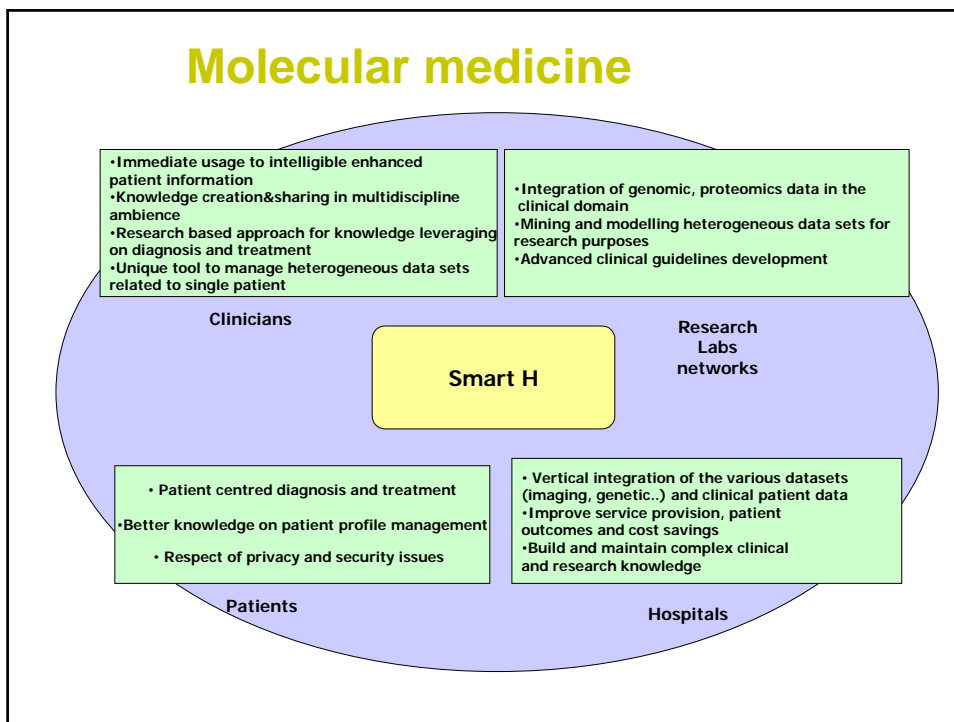 Molecular medicine
•Immediate usage to intelligible enhanced
patient information
•Knowledge creation&sharing in multidiscipline
ambience
•Research based approach for knowledge leveraging
on diagnosis and treatment
•Unique tool to manage heterogeneous data sets
related to single patient
Clinicians
•Integration of genomic, proteomics data in the
clinical domain
•Mining and modelling heterogeneous data sets for
research purposes
•Advanced clinical guidelines development
Research
Labs
networks
Smart H
• Patient centred diagnosis and treatment
•Better knowledge on patient profile management
• Respect of privacy and security issues
Patients
• Vertical integration of the various datasets
(imaging, genetic..) and clinical patient data
•Improve service provision, patient
outcomes and cost savings
•Build and maintain complex clinical
and research knowledge
Hospitals